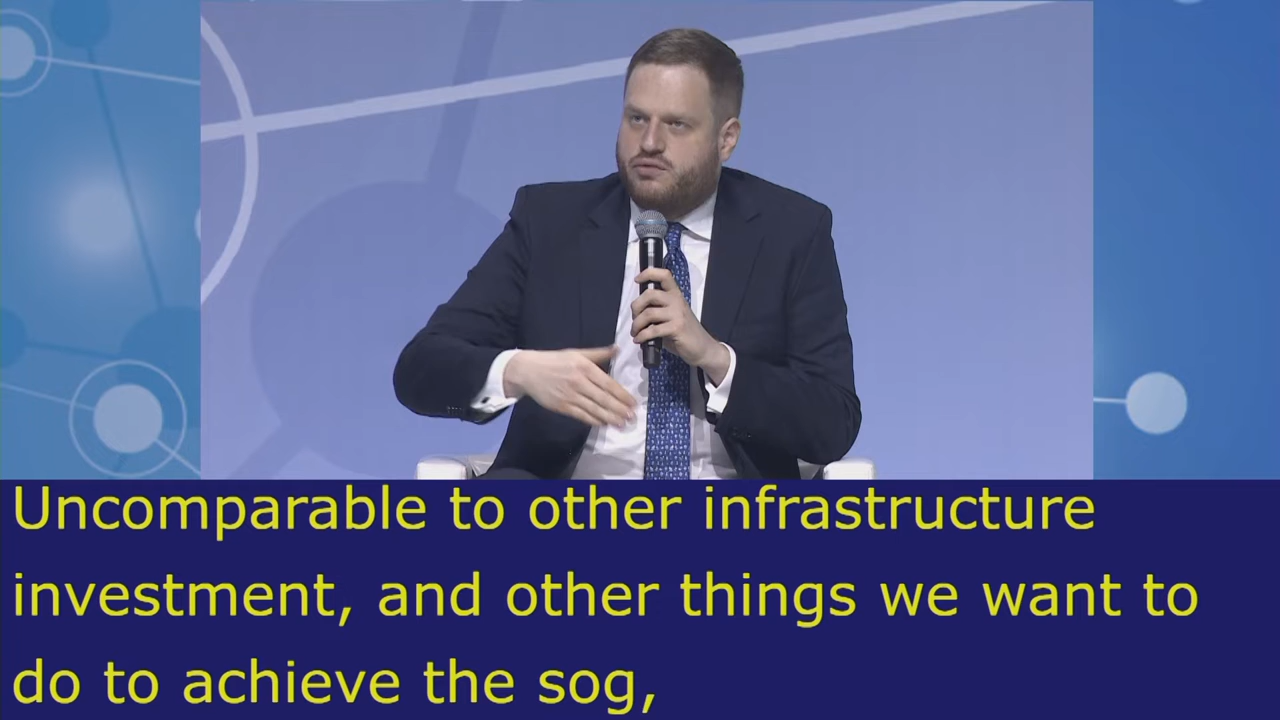 Uncomparable to other infrastructure
investment, and other things we want to
do to achieve the sog,